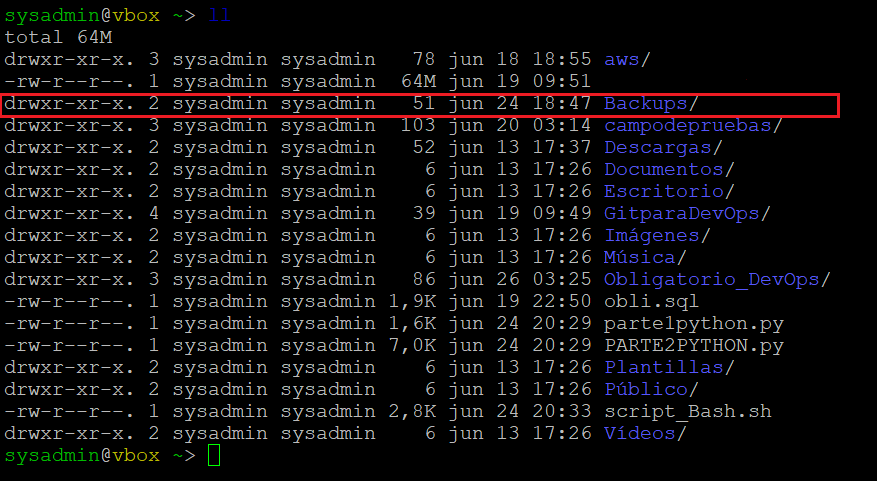 sysadmin@vbox ~> ll
total 64M
drwxr-xr-x. 3 sysadmin sysadmin   78 jun 18 18:55 aws/
-rw-r--r--. 1 sysadmin sysadmin  64M jun 19 09:51
drwxr-xr-x. 2 sysadmin sysadmin   51 jun 24 18:47 Backups/
drwxr-xr-x. 3 sysadmin sysadmin  103 jun 20 03:14 campodepruebas/
drwxr-xr-x. 2 sysadmin sysadmin   52 jun 13 17:37 Descargas/
drwxr-xr-x. 2 sysadmin sysadmin    6 jun 13 17:26 Documentos/
drwxr-xr-x. 2 sysadmin sysadmin    6 jun 13 17:26 Escritorio/
drwxr-xr-x. 4 sysadmin sysadmin   39 jun 19 09:49 GitparaDevOps/
drwxr-xr-x. 2 sysadmin sysadmin    6 jun 13 17:26 Imágenes/
drwxr-xr-x. 2 sysadmin sysadmin    6 jun 13 17:26 Música/
drwxr-xr-x. 3 sysadmin sysadmin   86 jun 26 03:25 Obligatorio_DevOps/
-rw-r--r--. 1 sysadmin sysadmin 1,9K jun 19 22:50 obli.sql
-rw-r--r--. 1 sysadmin sysadmin 1,6K jun 24 20:29 parte1python.py
-rw-r--r--. 1 sysadmin sysadmin 7,0K jun 24 20:29 PARTE2PYTHON.py
drwxr-xr-x. 2 sysadmin sysadmin    6 jun 13 17:26 Plantillas/
drwxr-xr-x. 2 sysadmin sysadmin    6 jun 13 17:26 Público/
-rw-r--r--. 1 sysadmin sysadmin 2,8K jun 24 20:33 script_Bash.sh
drwxr-xr-x. 2 sysadmin sysadmin    6 jun 13 17:26 Vídeos/
sysadmin@vbox ~>